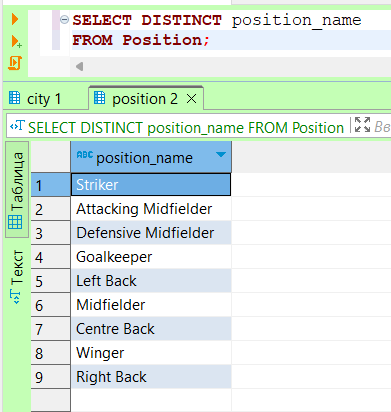 SELECT DISTINCT position_name
FROM Position;
city 1
position 2
SELECT DISTINCT position_name FROM Position
Вв
Таблица
Текст
ABC position_name
1 Striker
2 Attacking Midfielder
3 Defensive Midfielder
4 Goalkeeper
5 Left Back
6 Midfielder
7 Centre Back
8 Winger
9 Right Back